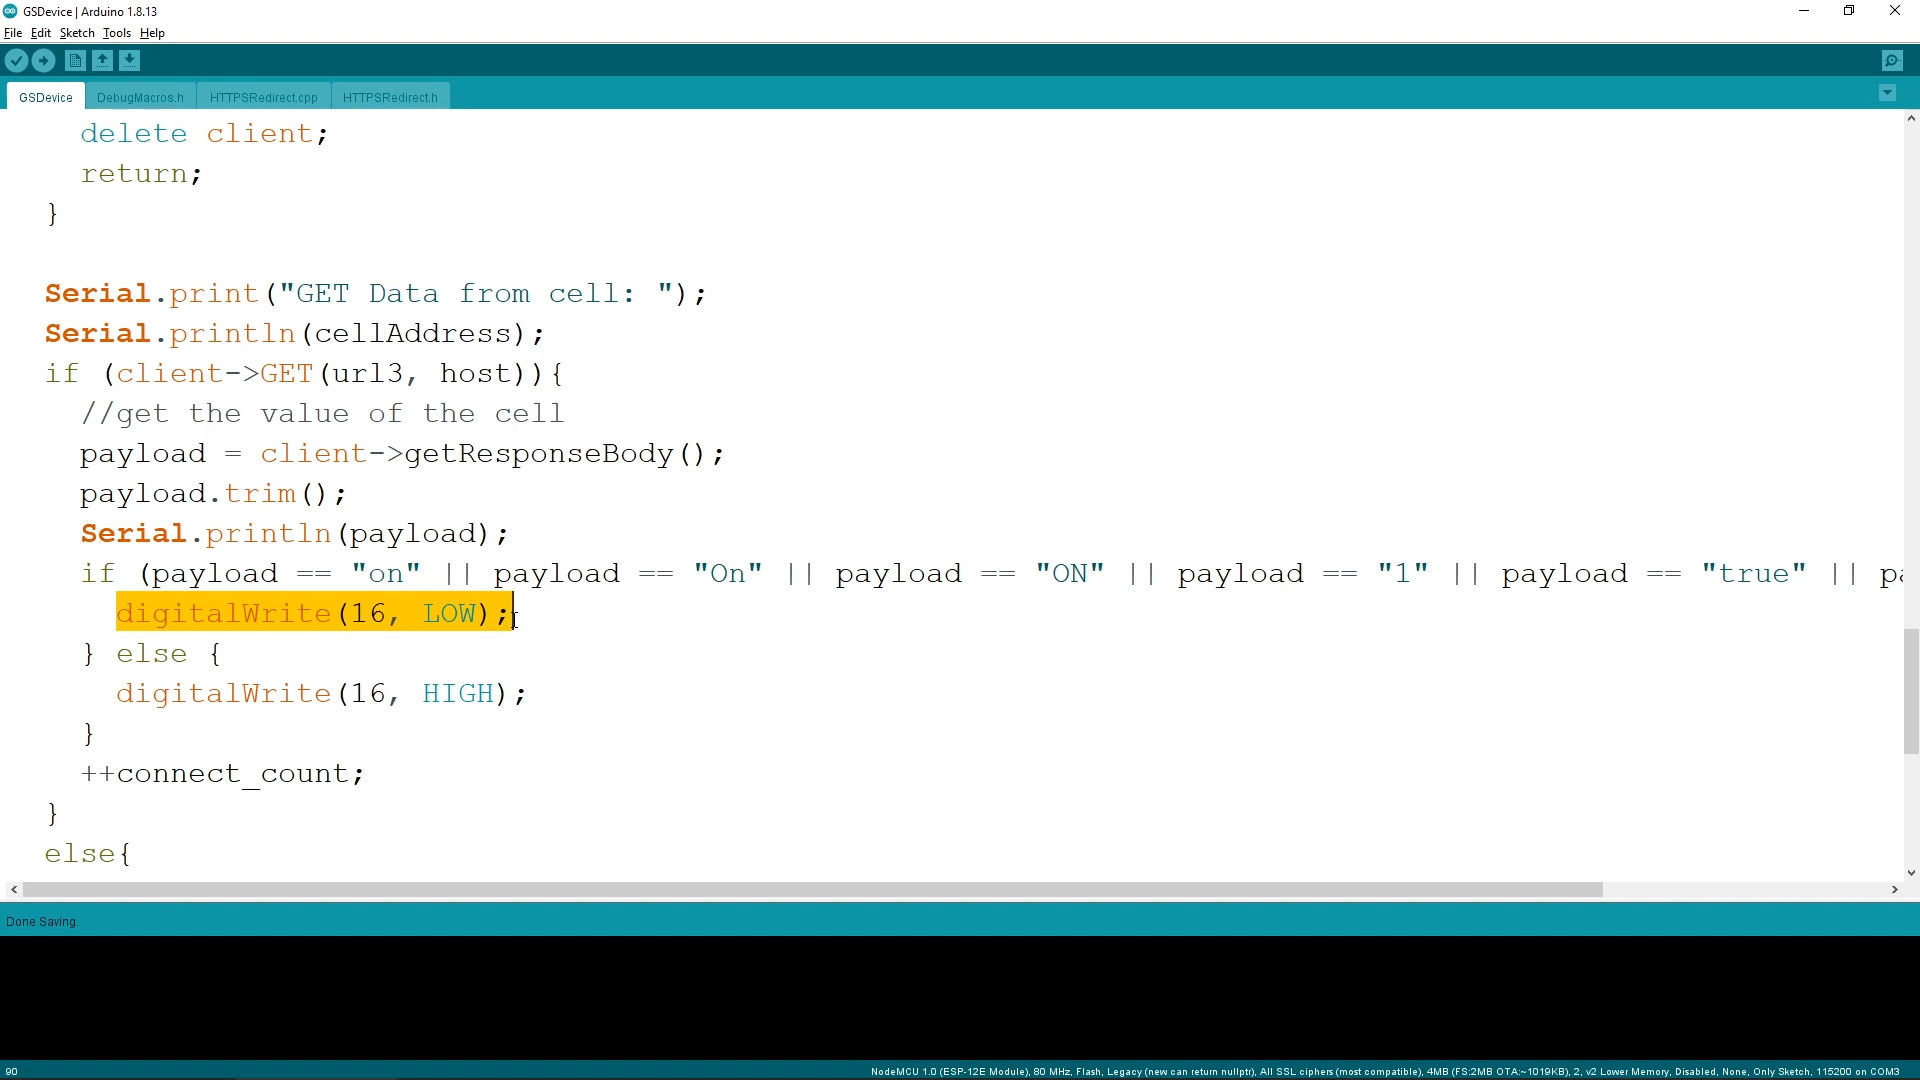 GSDevice | Arduino 1.8.13
File Edit Sketch Tools Help
GSDevice DebugMacros.h HTTPSRedirect.cpp HTTPSRedirect.h
delete client;
return;
}
Serial.print("GET Data from cell: ");
Serial.println(cellAddress);
if (client->GET(url3, host)){
//get the value of the cell
payload = client->getResponseBody();
payload.trim();
Serial.println(payload);
if (payload == "on" || payload == "On" || payload == "ON" || payload == "1" || payload == "true" || pa
digitalWrite(16, LOW);
} else {
digitalWrite(16, HIGH);
}
++connect_count;
}
else{
Done Saving.
90
NodeMCU 1.0 (ESP-12E Module), 80 MHz, Flash, Legacy (new can return nullptr), All SSL ciphers (most compatible), 4MB (FS:2MB OTA:~1019KB), 2, v2 Lower Memory, Disabled, None, Only Sketch, 115200 on COM3